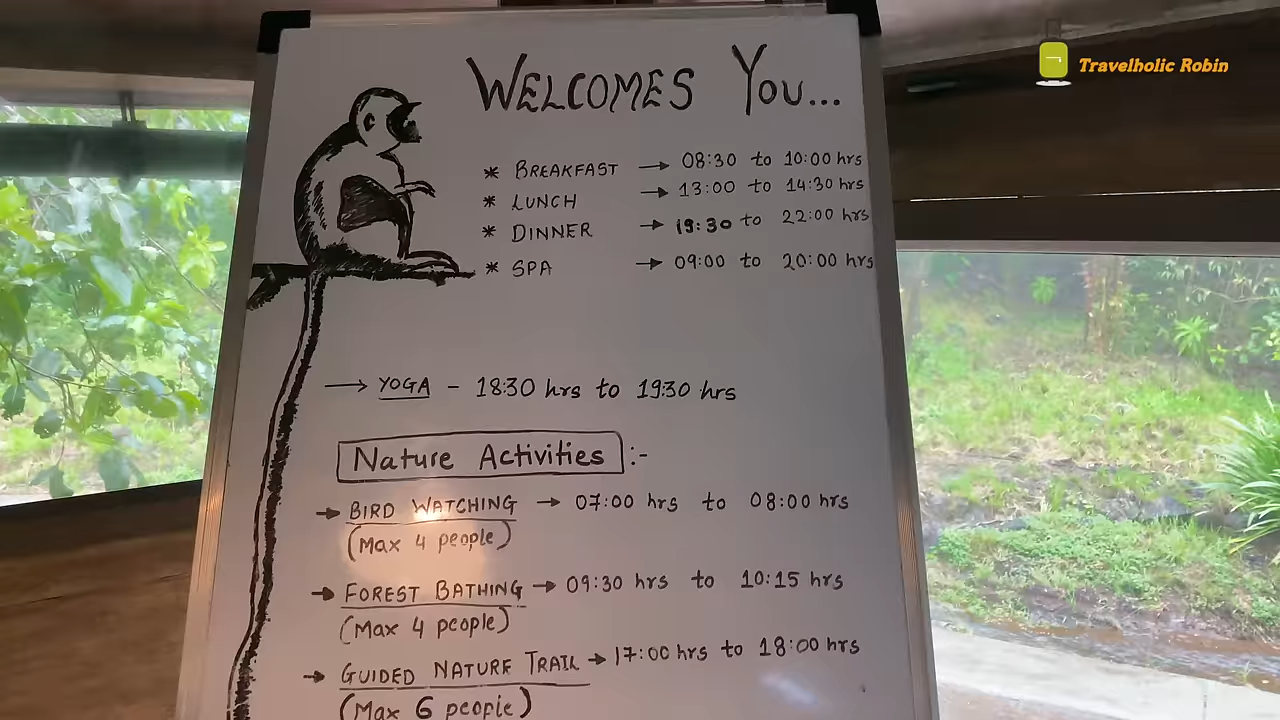 Travelholic Robin
WELCOMES YOU...
* BREAKFAST → 08:30 to 10:00 hrs
* LUNCH → 13:00 to 14:30 hrs
* DINNER → 19:30 to 22:00 hrs
* SPA → 09:00 to 20:00 hrs
→ YOGA - 18:30 hrs to 19:30 hrs
Nature Activities :-
→ BIRD WATCHING → 07:00 hrs to 08:00 hrs
(Max 4 people)
→ FOREST BATHING → 09:30 hrs to 10:15 hrs
(Max 4 people)
→ GUIDED NATURE TRAIL → 17:00 hrs to 18:00 hrs
(Max 6 people)